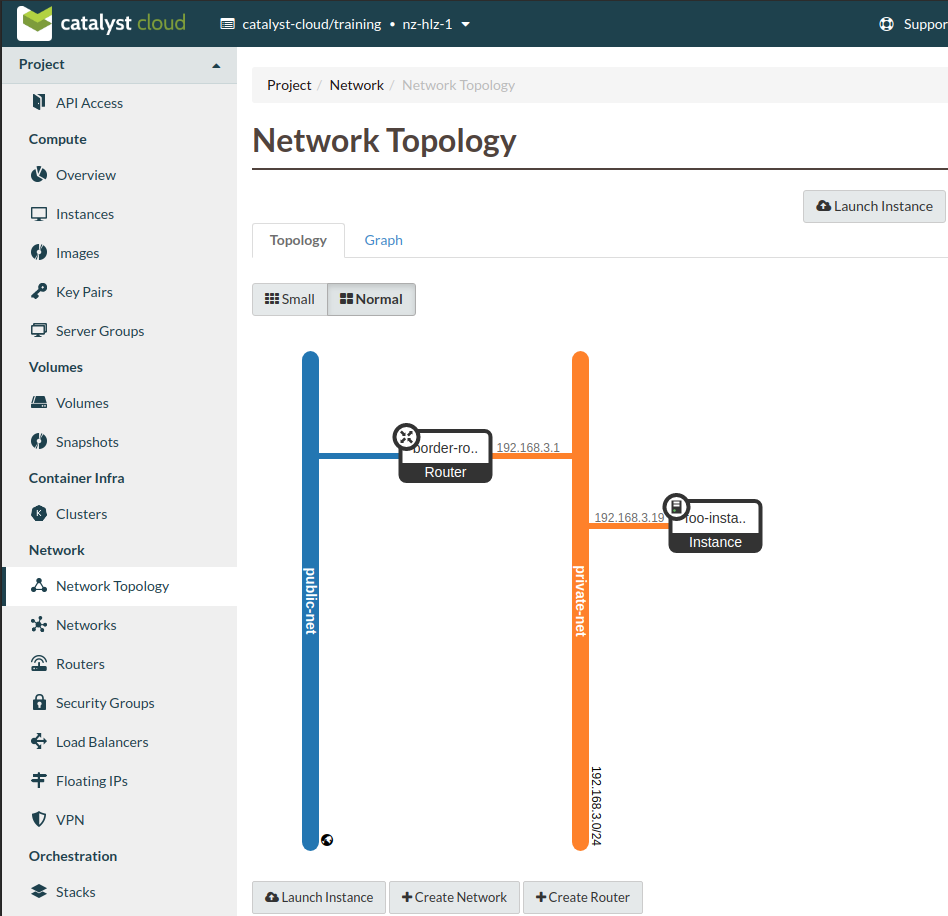 catalyst cloud
catalyst-cloud/training • nz-hlz-1
Suppor
Project
API Access
Compute
Overview
Instances
Images
Key Pairs
Server Groups
Volumes
Volumes
Snapshots
Container Infra
Clusters
Network
Network Topology
Networks
Routers
Security Groups
Load Balancers
Floating IPs
VPN
Orchestration
Stacks
Project / Network / Network Topology
Network Topology
Launch Instance
Topology Graph
Small Normal
border-ro..
Router
192.168.3.1
192.168.3.19
foo-insta..
Instance
public-net
private-net
192.168.3.0/24
Launch Instance +Create Network +Create Router